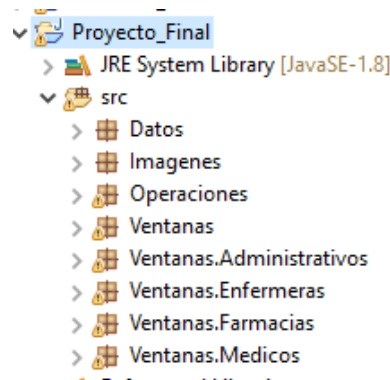 Proyecto_Final
JRE System Library [JavaSE-1.8]
src
Datos
Imagenes
Operaciones
Ventanas
Ventanas.Administrativos
Ventanas.Enfermeras
Ventanas.Farmacias
Ventanas.Medicos